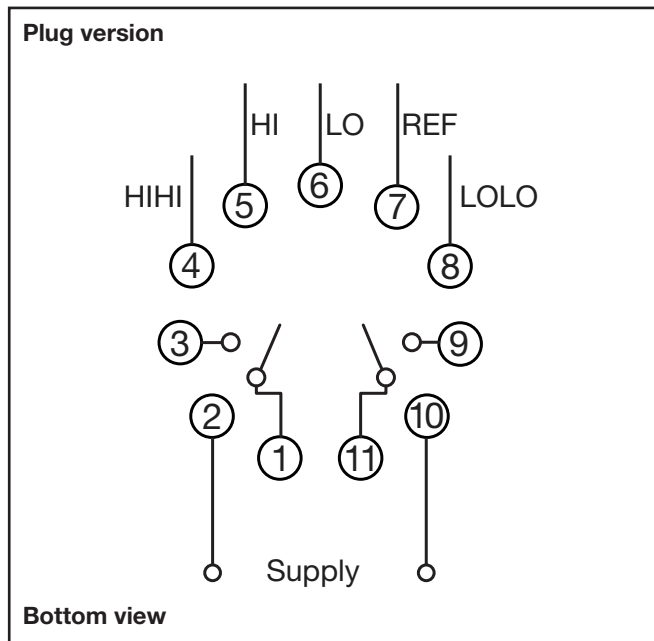 Plug version
HI LO REF
HIHI 5 6 7 LOLO
4 8
3 9
2 10
1 11
Supply
Bottom view